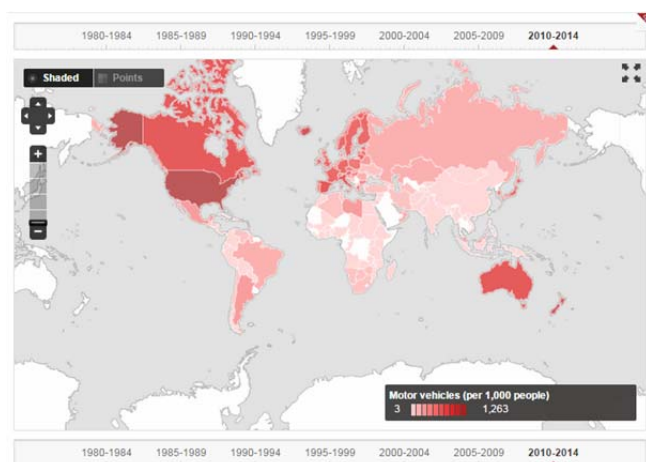 1980-1984 1985-1989 1990-1994 1995-1999 2000-2004 2005-2009 2010-2014
Shaded Points
Motor vehicles (per 1,000 people)
3 1,263
1980-1984 1985-1989 1990-1994 1995-1999 2000-2004 2005-2009 2010-2014